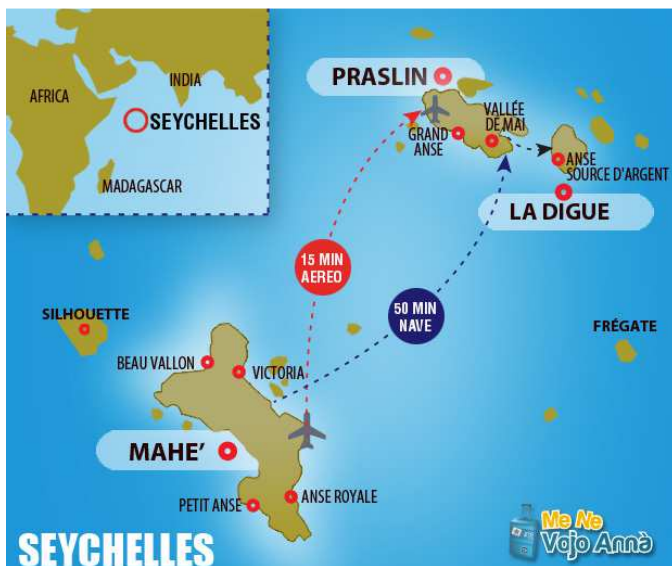 AFRICA
INDIA
SEYCHELLES
MADAGASCAR
PRASLIN
VALLÉE
DE MAI
GRAND
ANSE
ANSE
SOURCE D'ARGENT
LA DIGUE
15 MIN
AEREO
50 MIN
NAVE
SILHOUETTE
FRÉGATE
BEAU VALLON
VICTORIA
MAHE'
PETIT ANSE
ANSE ROYALE
SEYCHELLES
Me Ne
Vojo Annà